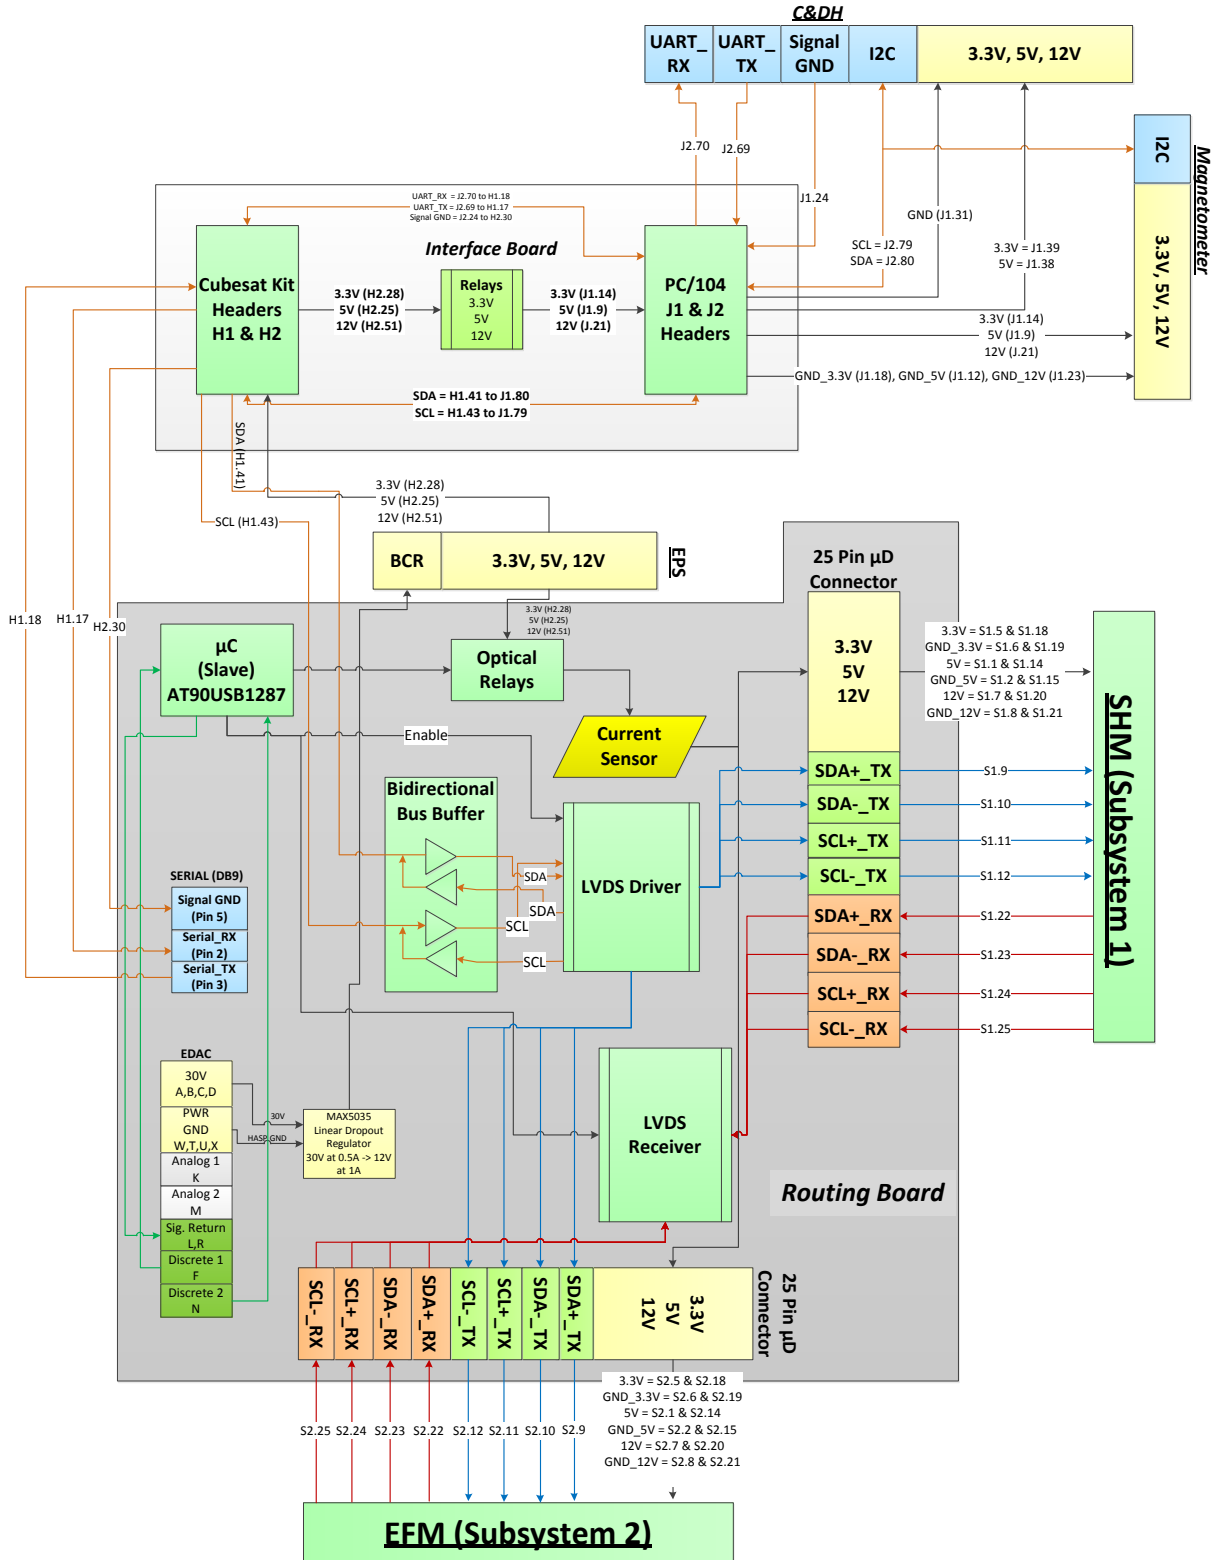 C&DH
UART_
RX
UART_
TX
Signal
GND
I2C
3.3V, 5V, 12V
J2.70
J2.69
J1.24
I2C
Magnetometer
3.3V, 5V, 12V
GND (J1.31)
SCL = J2.79
SDA = J2.80
3.3V = J1.39
5V = J1.38
UART_RX = J2.70 to H1.18
UART_TX = J2.69 to H1.17
Signal GND = J2.24 to H2.30
Interface Board
Cubesat Kit
Headers
H1 & H2
3.3V (H2.28)
5V (H2.25)
12V (H2.51)
Relays
3.3V
5V
12V
3.3V (J1.14)
5V (J1.9)
12V (J.21)
PC/104
J1 & J2
Headers
3.3V (J1.14)
5V (J1.9)
12V (J.21)
GND_3.3V (J1.18), GND_5V (J1.12), GND_12V (J1.23)
SDA = H1.41 to J1.80
SCL = H1.43 to J1.79
SDA (H1.41)
SCL (H1.43)
3.3V (H2.28)
5V (H2.25)
12V (H2.51)
BCR
3.3V, 5V, 12V
EPS
25 Pin µD
Connector
H1.18
H1.17
H2.30
3.3V (H2.28)
5V (H2.25)
12V (H2.51)
µC
(Slave)
AT90USB1287
Optical
Relays
3.3V
5V
12V
3.3V = S1.5 & S1.18
GND_3.3V = S1.6 & S1.19
5V = S1.1 & S1.14
GND_5V = S1.2 & S1.15
12V = S1.7 & S1.20
GND_12V = S1.8 & S1.21
SHM (Subsystem 1)
Enable
Current
Sensor
Bidirectional
Bus Buffer
SDA
SDA
SCL
SCL
LVDS Driver
SDA+_TX
S1.9
SDA-_TX
S1.10
SCL+_TX
S1.11
SCL-_TX
S1.12
SDA+_RX
S1.22
SDA-_RX
S1.23
SCL+_RX
S1.24
SCL-_RX
S1.25
SERIAL (DB9)
Signal GND
(Pin 5)
Serial_RX
(Pin 2)
Serial_TX
(Pin 3)
EDAC
30V
A,B,C,D
PWR
GND
W,T,U,X
Analog 1
K
Analog 2
M
Sig. Return
L,R
Discrete 1
F
Discrete 2
N
30V
HASP GND
MAX5035
Linear Dropout
Regulator
30V at 0.5A -> 12V
at 1A
LVDS
Receiver
Routing Board
SCL-_RX
SCL+_RX
SDA-_RX
SDA+_RX
SCL-_TX
SCL+_TX
SDA-_TX
SDA+_TX
3.3V
5V
12V
25 Pin µD
Connector
S2.25
S2.24
S2.23
S2.22
S2.12
S2.11
S2.10
S2.9
3.3V = S2.5 & S2.18
GND_3.3V = S2.6 & S2.19
5V = S2.1 & S2.14
GND_5V = S2.2 & S2.15
12V = S2.7 & S2.20
GND_12V = S2.8 & S2.21
EFM (Subsystem 2)